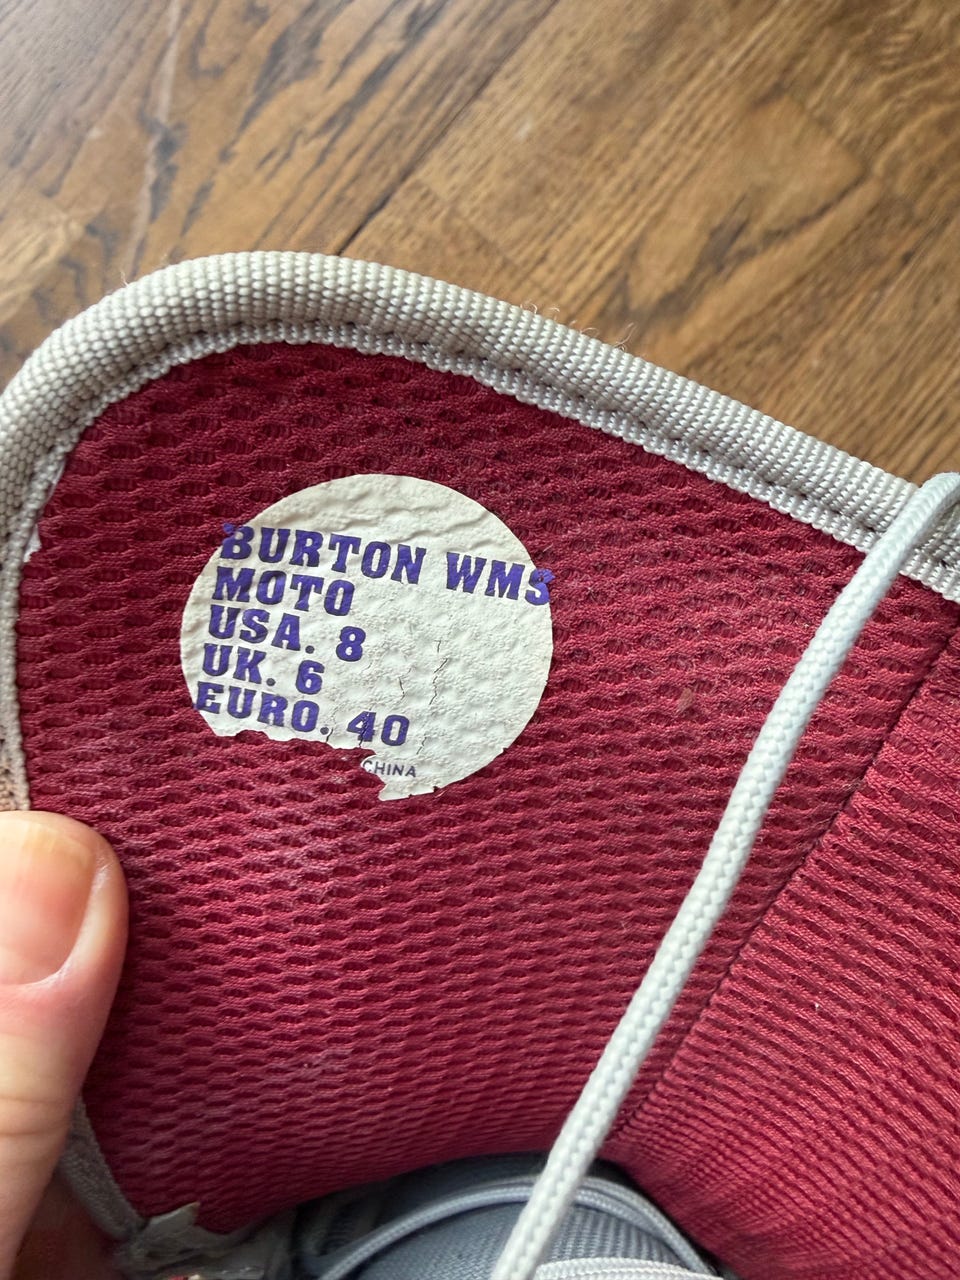 BURTON WMS
MOTO
USA. 8
UK. 6
EURO. 40
CHINA